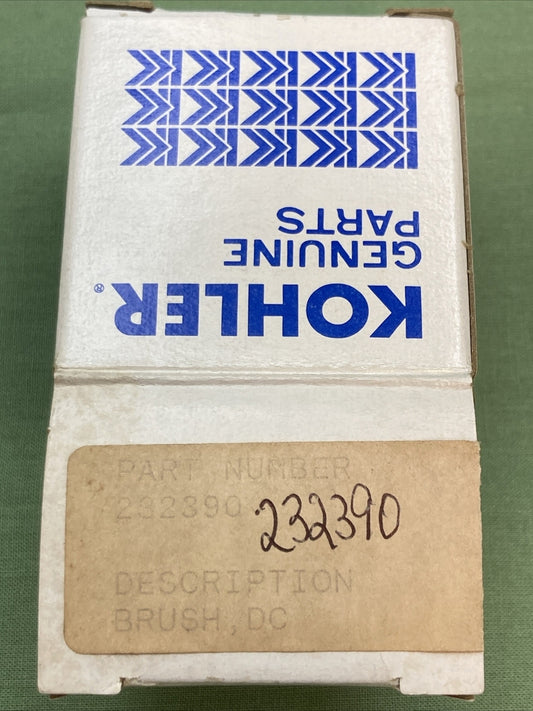 KOHLER®
GENUINE
PARTS
PART NUMBER
232390 232390
DESCRIPTION
BRUSH, DC